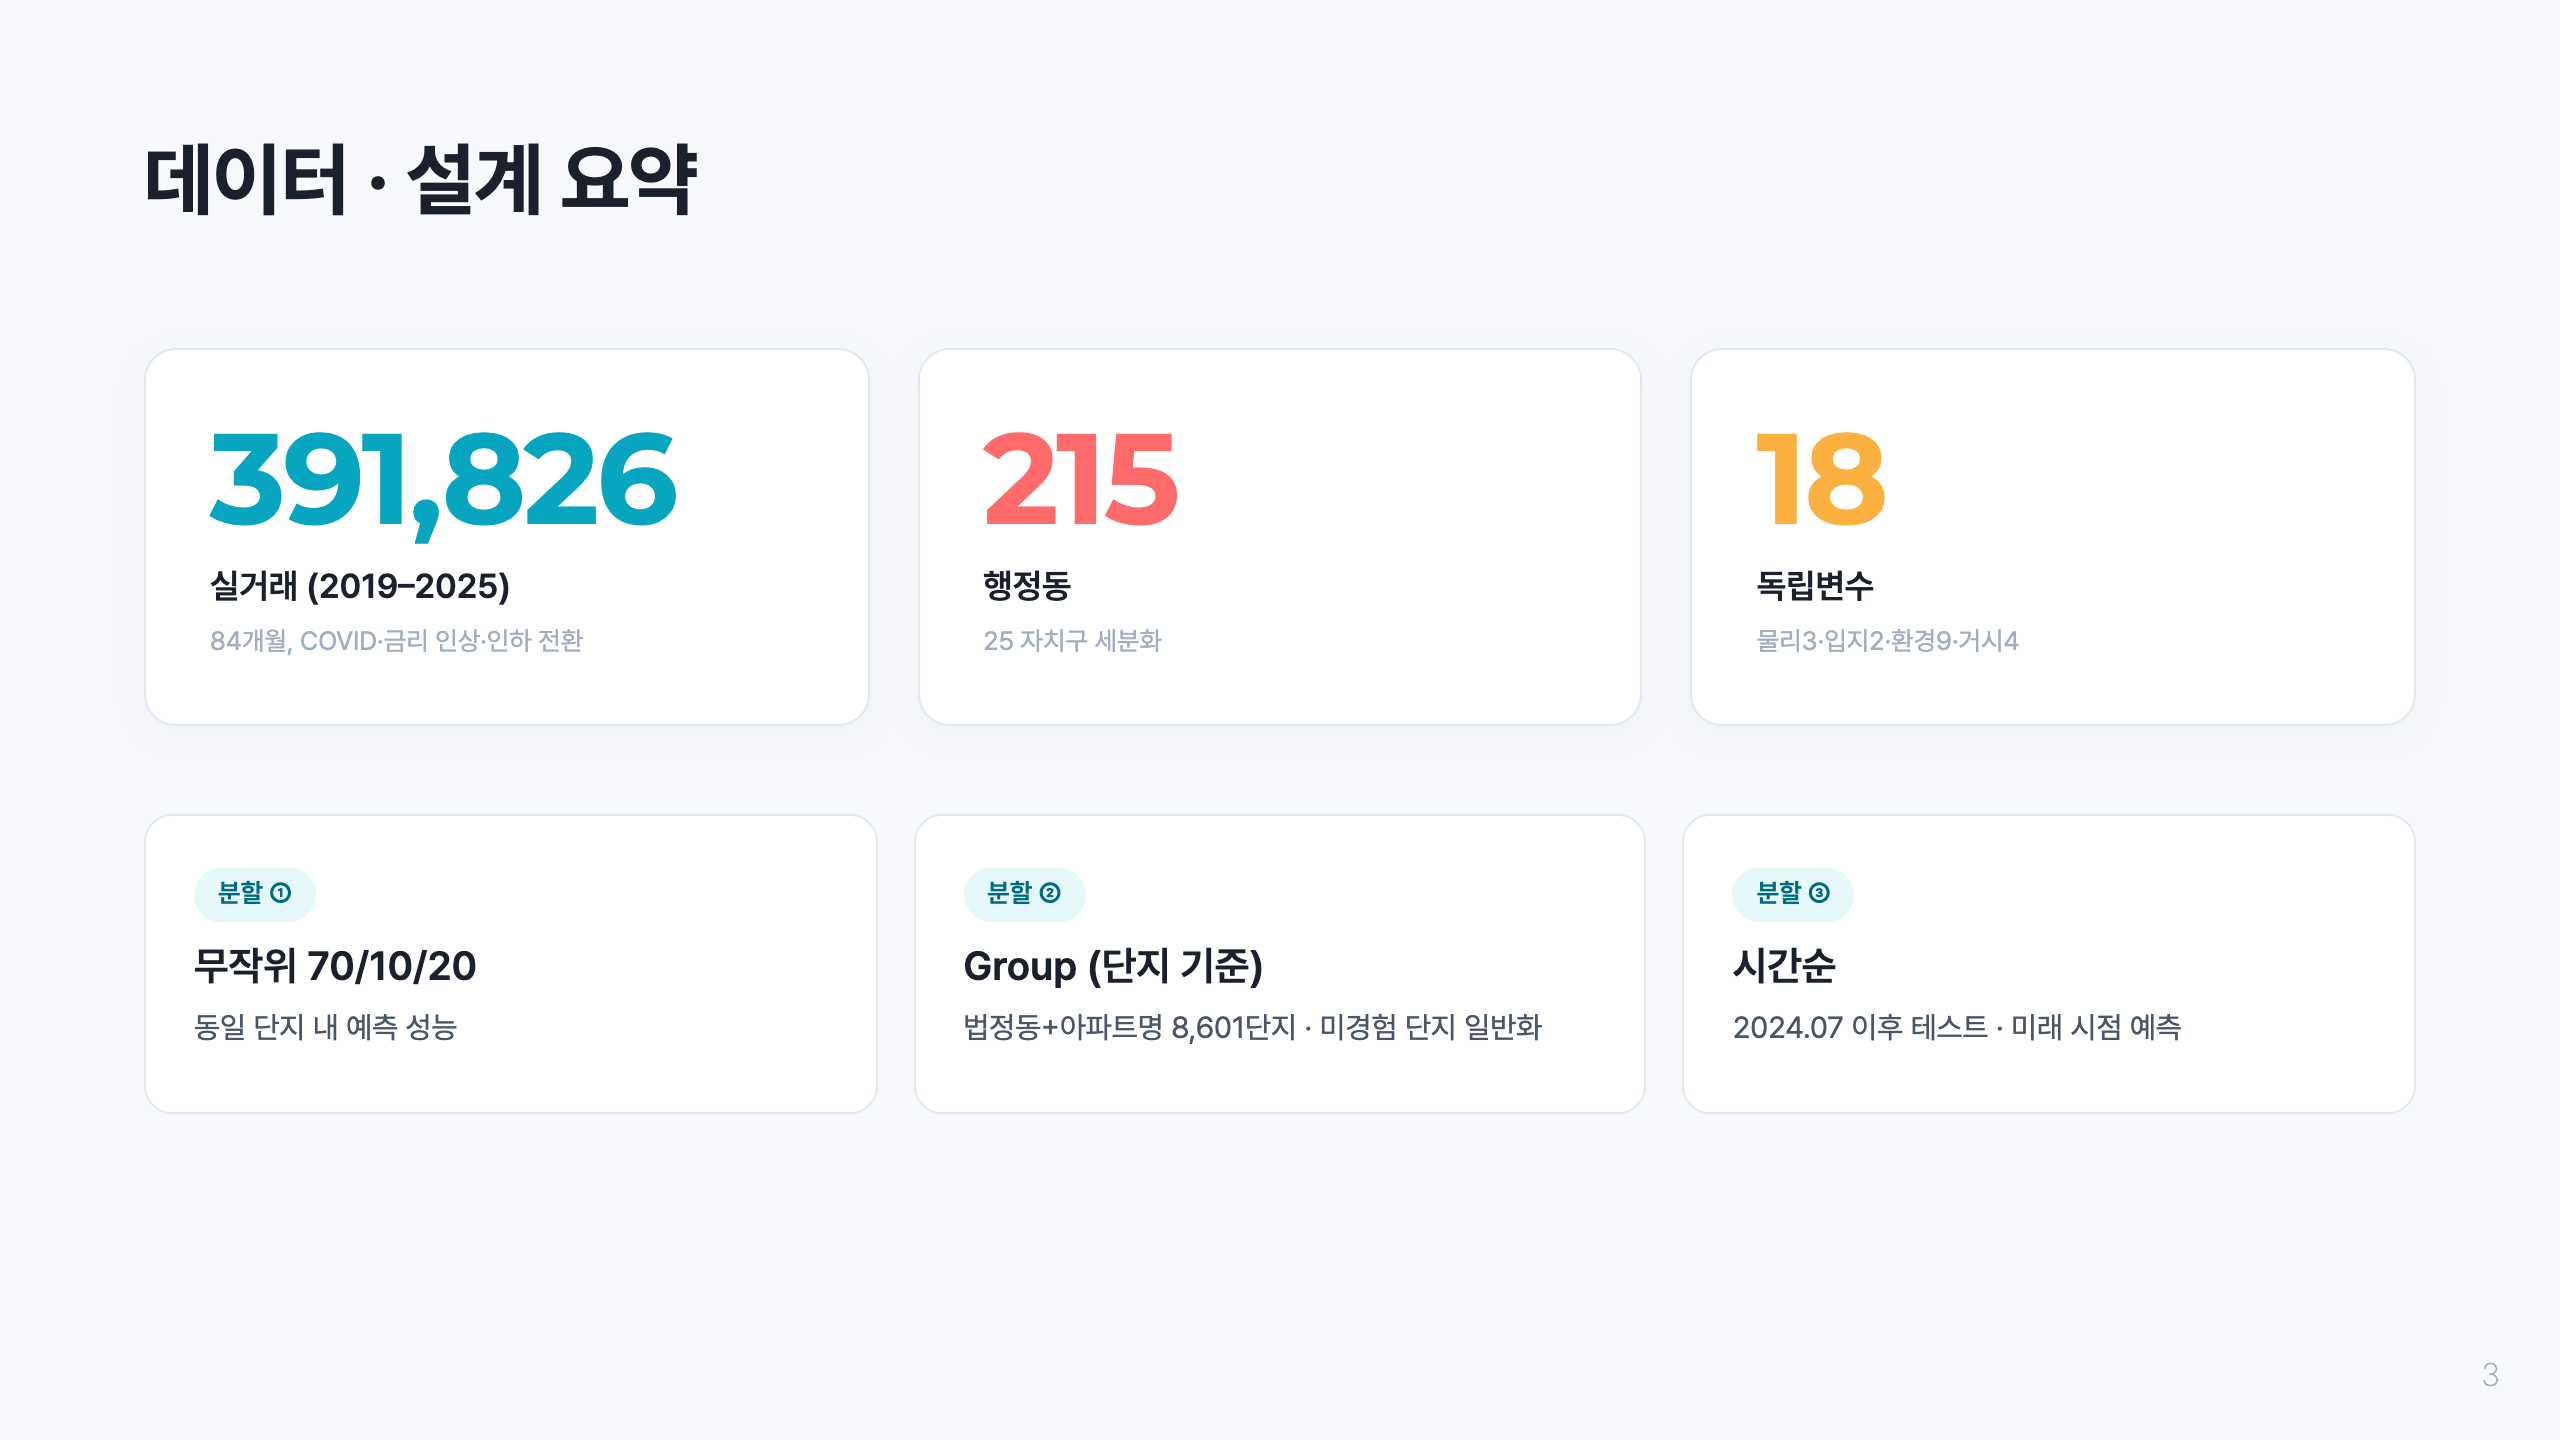 데이터 · 설계 요약
391,826
실거래 (2019–2025)
84개월, COVID·금리 인상·인하 전환
215
행정동
25 자치구 세분화
18
독립변수
물리3·입지2·환경9·거시4
분할 ①
무작위 70/10/20
동일 단지 내 예측 성능
분할 ②
Group (단지 기준)
법정동+아파트명 8,601단지 · 미경험 단지 일반화
분할 ③
시간순
2024.07 이후 테스트 · 미래 시점 예측
3